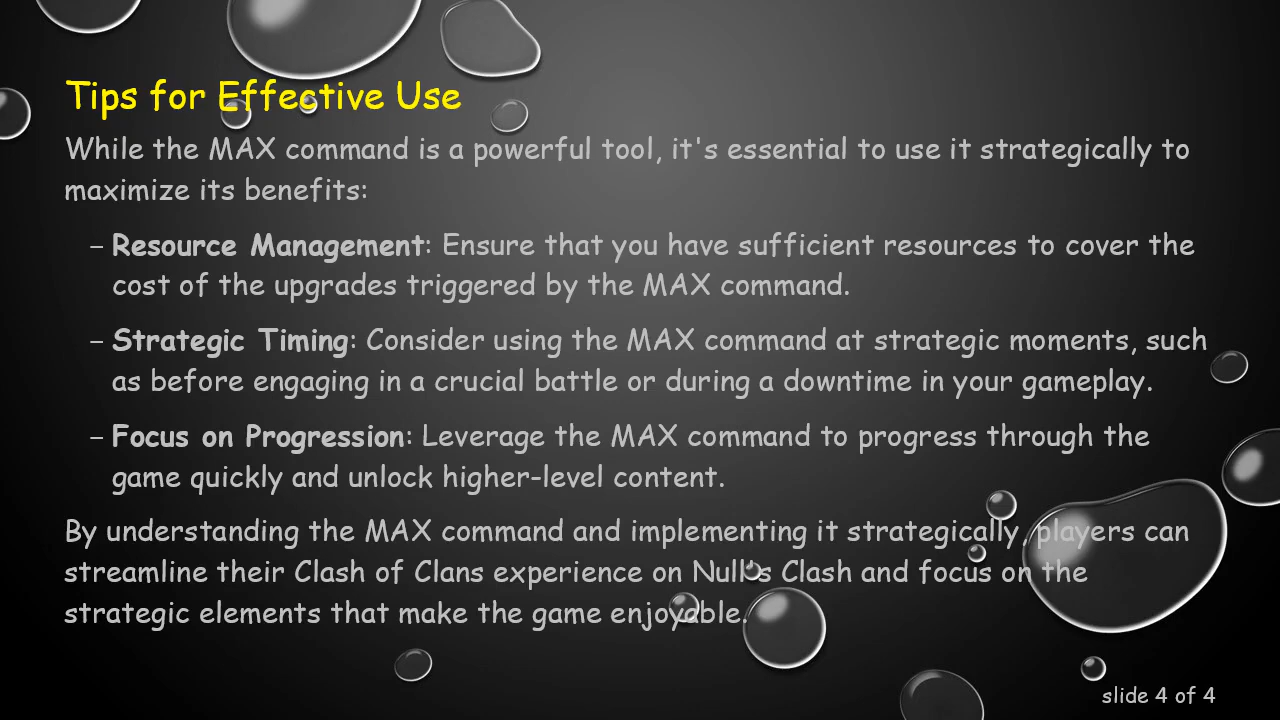 Tips for Effective Use
While the MAX command is a powerful tool, it's essential to use it strategically to
maximize its benefits:
– Resource Management: Ensure that you have sufficient resources to cover the
cost of the upgrades triggered by the MAX command.
– Strategic Timing: Consider using the MAX command at strategic moments, such
as before engaging in a crucial battle or during a downtime in your gameplay.
– Focus on Progression: Leverage the MAX command to progress through the
game quickly and unlock higher-level content.
By understanding the MAX command and implementing it strategically, players can
streamline their Clash of Clans experience on Null's Clash and focus on the
strategic elements that make the game enjoyable.
slide 4 of 4